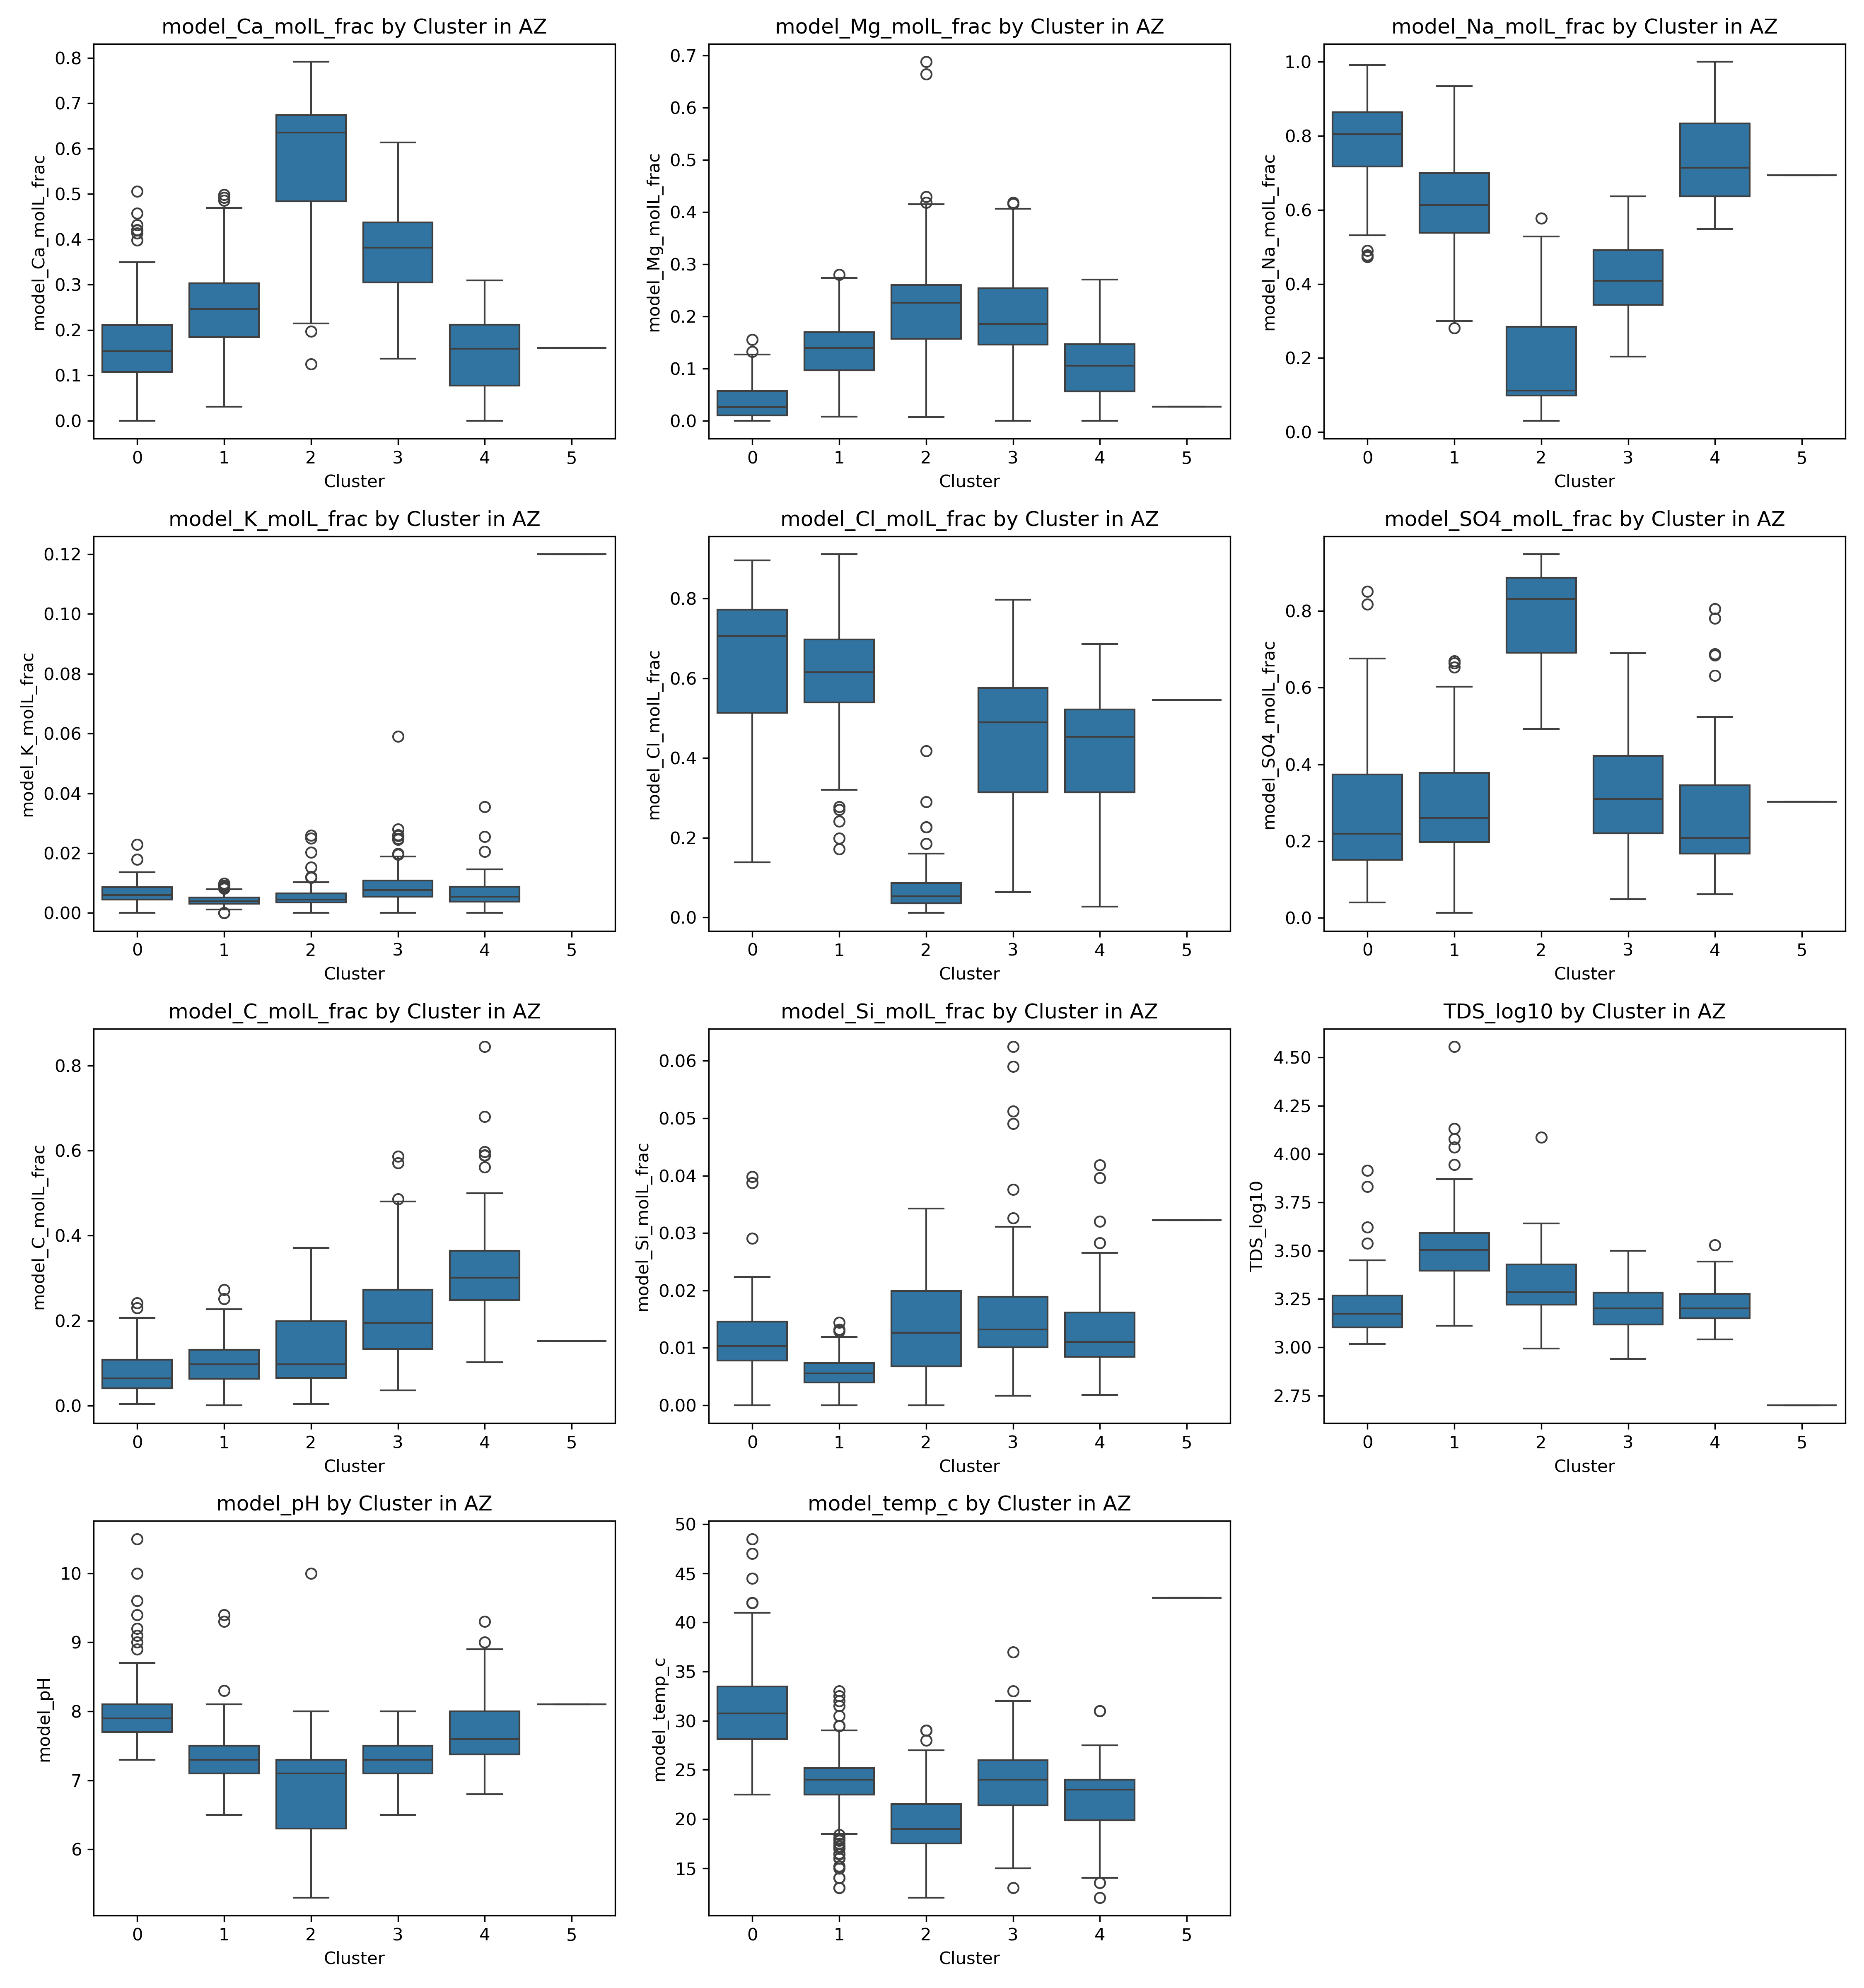 model_Ca_molL_frac by Cluster in AZ
model_Ca_molL_frac
0.8
0.7
0.6
0.5
0.4
0.3
0.2
0.1
0.0
0 1 2 3 4 5
Cluster
model_Mg_molL_frac by Cluster in AZ
model_Mg_molL_frac
0.7
0.6
0.5
0.4
0.3
0.2
0.1
0.0
0 1 2 3 4 5
Cluster
model_Na_molL_frac by Cluster in AZ
model_Na_molL_frac
1.0
0.8
0.6
0.4
0.2
0.0
0 1 2 3 4 5
Cluster
model_K_molL_frac by Cluster in AZ
model_K_molL_frac
0.12
0.10
0.08
0.06
0.04
0.02
0.00
0 1 2 3 4 5
Cluster
model_Cl_molL_frac by Cluster in AZ
model_Cl_molL_frac
0.8
0.6
0.4
0.2
0.0
0 1 2 3 4 5
Cluster
model_SO4_molL_frac by Cluster in AZ
model_SO4_molL_frac
0.8
0.6
0.4
0.2
0.0
0 1 2 3 4 5
Cluster
model_C_molL_frac by Cluster in AZ
model_C_molL_frac
0.8
0.6
0.4
0.2
0.0
0 1 2 3 4 5
Cluster
model_Si_molL_frac by Cluster in AZ
model_Si_molL_frac
0.06
0.05
0.04
0.03
0.02
0.01
0.00
0 1 2 3 4 5
Cluster
TDS_log10 by Cluster in AZ
TDS_log10
4.50
4.25
4.00
3.75
3.50
3.25
3.00
2.75
0 1 2 3 4 5
Cluster
model_pH by Cluster in AZ
model_pH
10
9
8
7
6
0 1 2 3 4 5
Cluster
model_temp_c by Cluster in AZ
model_temp_c
50
45
40
35
30
25
20
15
0 1 2 3 4 5
Cluster